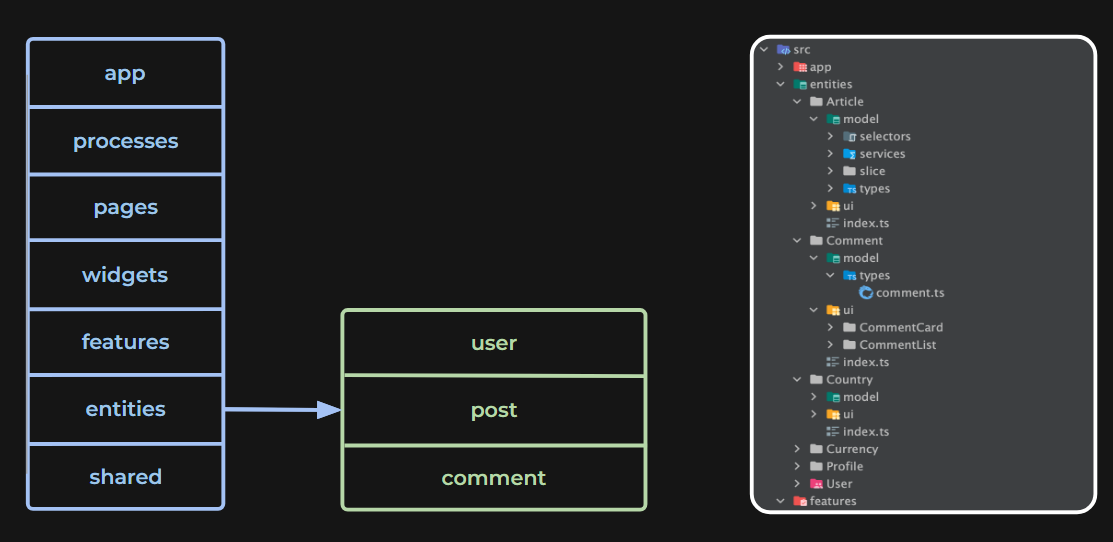 app
processes
pages
widgets
features
entities
shared
user
post
comment
src
app
entities
Article
model
selectors
services
slice
types
ui
index.ts
Comment
model
types
comment.ts
ui
CommentCard
CommentList
index.ts
Country
model
ui
index.ts
Currency
Profile
User
features